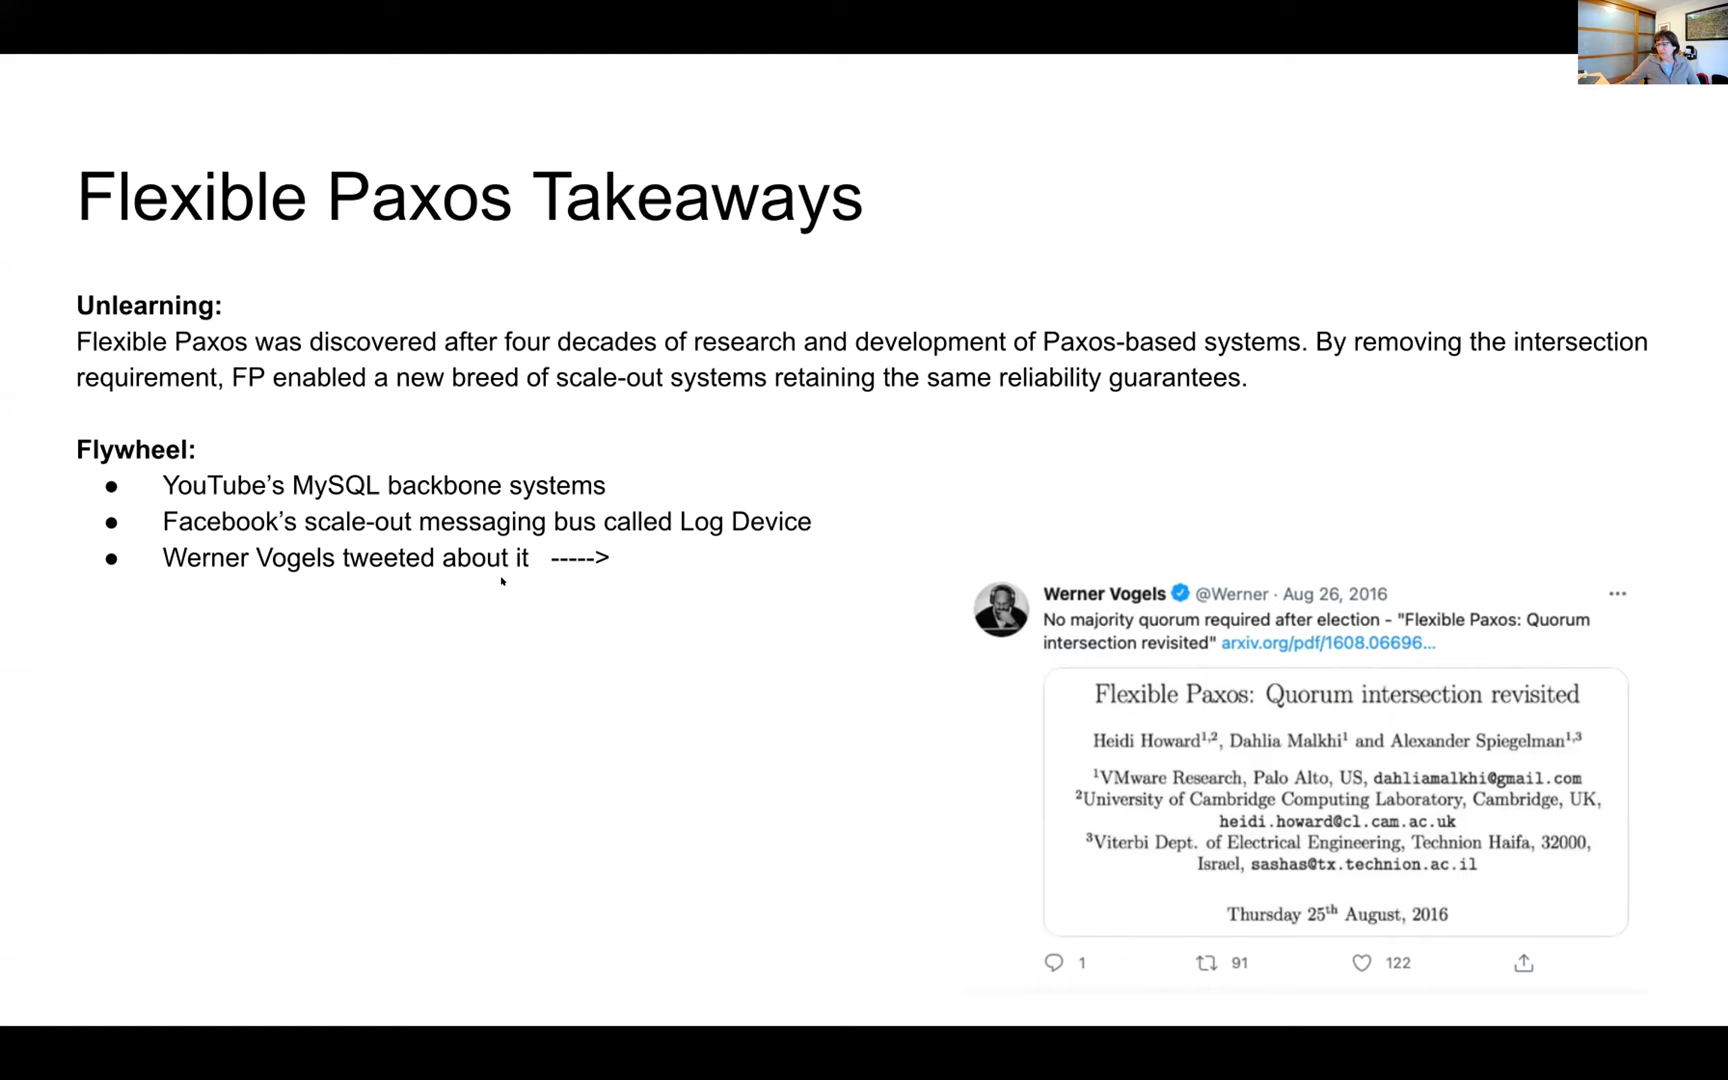 Flexible Paxos Takeaways
Unlearning:
Flexible Paxos was discovered after four decades of research and development of Paxos-based systems. By removing the intersection
requirement, FP enabled a new breed of scale-out systems retaining the same reliability guarantees.
Flywheel:
● YouTube’s MySQL backbone systems
● Facebook’s scale-out messaging bus called Log Device
● Werner Vogels tweeted about it ----->
Werner Vogels @Werner · Aug 26, 2016 ···
No majority quorum required after election - "Flexible Paxos: Quorum
intersection revisited" arxiv.org/pdf/1608.06696...
Flexible Paxos: Quorum intersection revisited
Heidi Howard¹,², Dahlia Malkhi¹ and Alexander Spiegelman¹,³
¹VMware Research, Palo Alto, US, dahliamalkhi@gmail.com
²University of Cambridge Computing Laboratory, Cambridge, UK,
heidi.howard@cl.cam.ac.uk
³Viterbi Dept. of Electrical Engineering, Technion Haifa, 32000,
Israel, sashas@tx.technion.ac.il
Thursday 25th August, 2016
1 91 122